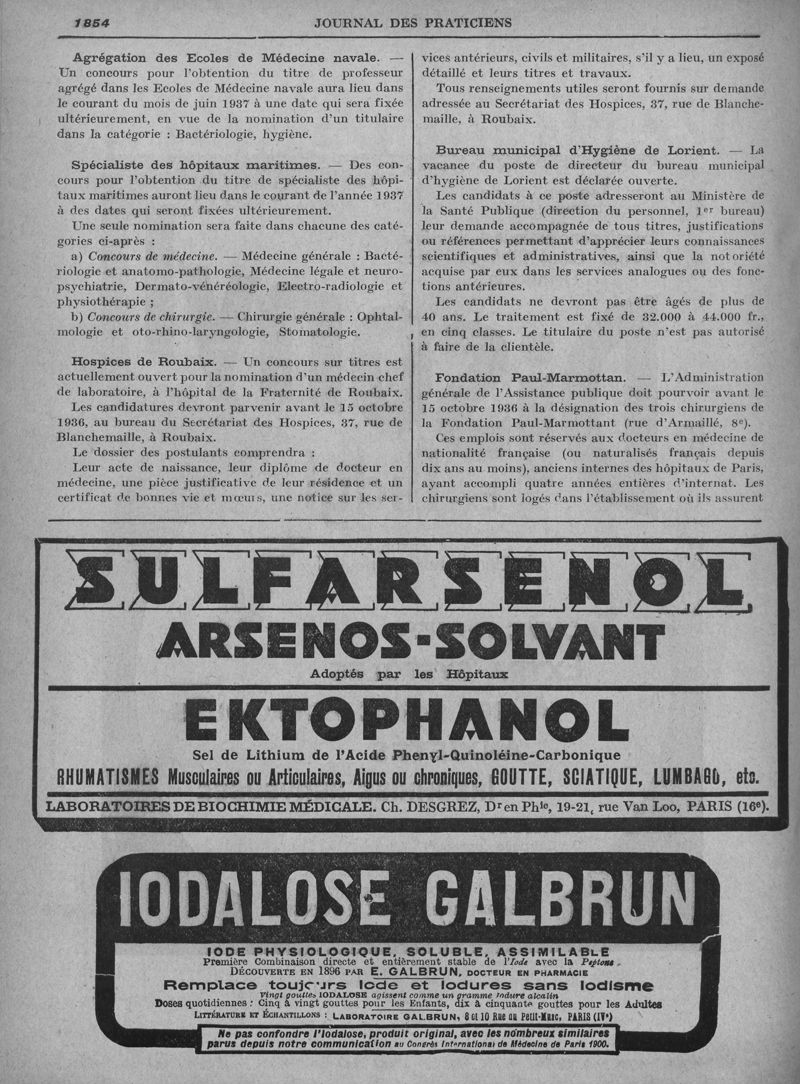 1854
JOURNAL DES PRATICIENS
Agrégation des Ecoles de Médecine navale. —
Un concours pour l'obtention du titre de professeur
agrégé dans les Ecoles de Médecine navale aura lieu dans
le courant du mois de juin 1937 à une date qui sera fixée
ultérieurement, en vue de la nomination d'un titulaire
dans la catégorie : Bactériologie, hygiène.
Spécialiste des hôpitaux maritimes. — Des con-
cours pour l'obtention du titre de spécialiste des hôpi-
taux maritimes auront lieu dans le courant de l'année 1937
à des dates qui seront fixées ultérieurement.
Une seule nomination sera faite dans chacune des caté-
gories ci-après :
a) Concours de médecine. — Médecine générale : Bacté-
riologie et anatomo-pathologie, Médecine légale et neuro-
psychiatrie, Dermato-vénéréologie, Electro-radiologie et
physiothérapie ;
b) Concours de chirurgie. — Chirurgie générale : Ophtal-
mologie et oto-rhino-laryngologie, Stomatologie.
Hospices de Roubaix. — Un concours sur titres est
actuellement ouvert pour la nomination d'un médecin chef
de laboratoire, à l'hôpital de la Fraternité de Roubaix.
Les candidatures devront parvenir avant le 15 octobre
1936, au bureau du Secrétariat des Hospices, 37, rue de
Blanchemaille, à Roubaix.
Le dossier des postulants comprendra :
Leur acte de naissance, leur diplôme de docteur en
médecine, une pièce justificative de leur résidence et un
certificat de bonnes vie et mœurs, une notice sur les ser-
vices antérieurs, civils et militaires, s'il y a lieu, un exposé
détaillé et leurs titres et travaux.
Tous renseignements utiles seront fournis sur demande
adressée au Secrétariat des Hospices, 37, rue de Blanche-
maille, à Roubaix.
Bureau municipal d'Hygiène de Lorient. — La
vacance du poste de directeur du bureau municipal
d'hygiène de Lorient est déclarée ouverte.
Les candidats à ce poste adresseront au Ministère de
la Santé Publique (direction du personnel, 1er bureau)
leur demande accompagnée de tous titres, justifications
ou références permettant d'apprécier leurs connaissances
scientifiques et administratives, ainsi que la notoriété
acquise par eux dans les services analogues ou des fonc-
tions antérieures.
Les candidats ne devront pas être âgés de plus de
40 ans. Le traitement est fixé de 32.000 à 44.000 fr.,
en cinq classes. Le titulaire du poste n'est pas autorisé
à faire de la clientèle.
Fondation Paul-Marmottan. — L'Administration
générale de l'Assistance publique doit pourvoir avant le
15 octobre 1936 à la désignation des trois chirurgiens de
la Fondation Paul-Marmottant (rue d'Armaillé, 8e).
Ces emplois sont réservés aux docteurs en médecine de
nationalité française (ou naturalisés français depuis
dix ans au moins), anciens internes des hôpitaux de Paris,
ayant accompli quatre années entières d'internat. Les
chirurgiens sont logés dans l'établissement où ils assurent
SULFARSENOL
ARSENOS-SOLVANT
Adoptés par les Hôpitaux
EKTOPHANOL
Sel de Lithium de l'Acide Phenyl-Quinoléine-Carbonique
RHUMATISMES Musculaires ou Articulaires, Aigus ou chroniques, GOUTTE, SCIATIQUE, LUMBAGO, etc.
LABORATOIRES DE BIOCHIMIE MÉDICALE. Ch. DESGREZ, Dr en Phie, 19-21, rue Van Loo, PARIS (16e).
IODALOSE GALBRUN
IODE PHYSIOLOGIQUE, SOLUBLE, ASSIMILABLE
Première Combinaison directe et entièrement stable de l'Iode avec la Peptone.
DÉCOUVERTE EN 1896 PAR E. GALBRUN, DOCTEUR EN PHARMACIE
Remplace toujours Iode et Iodures sans Iodisme
Vingt gouttes IODALOSE agissent comme un gramme Iodure alcalin
Doses quotidiennes : Cinq à vingt gouttes pour les Enfants, dix à cinquante gouttes pour les Adultes
LITTÉRATURE ET ÉCHANTILLONS : LABORATOIRE GALBRUN, 8 et 10 Rue du Petit-Musc, PARIS (IVe)
Ne pas confondre l'Iodalose, produit original, avec les nombreux similaires
parus depuis notre communication au Congrès International de Médecine de Paris 1900.